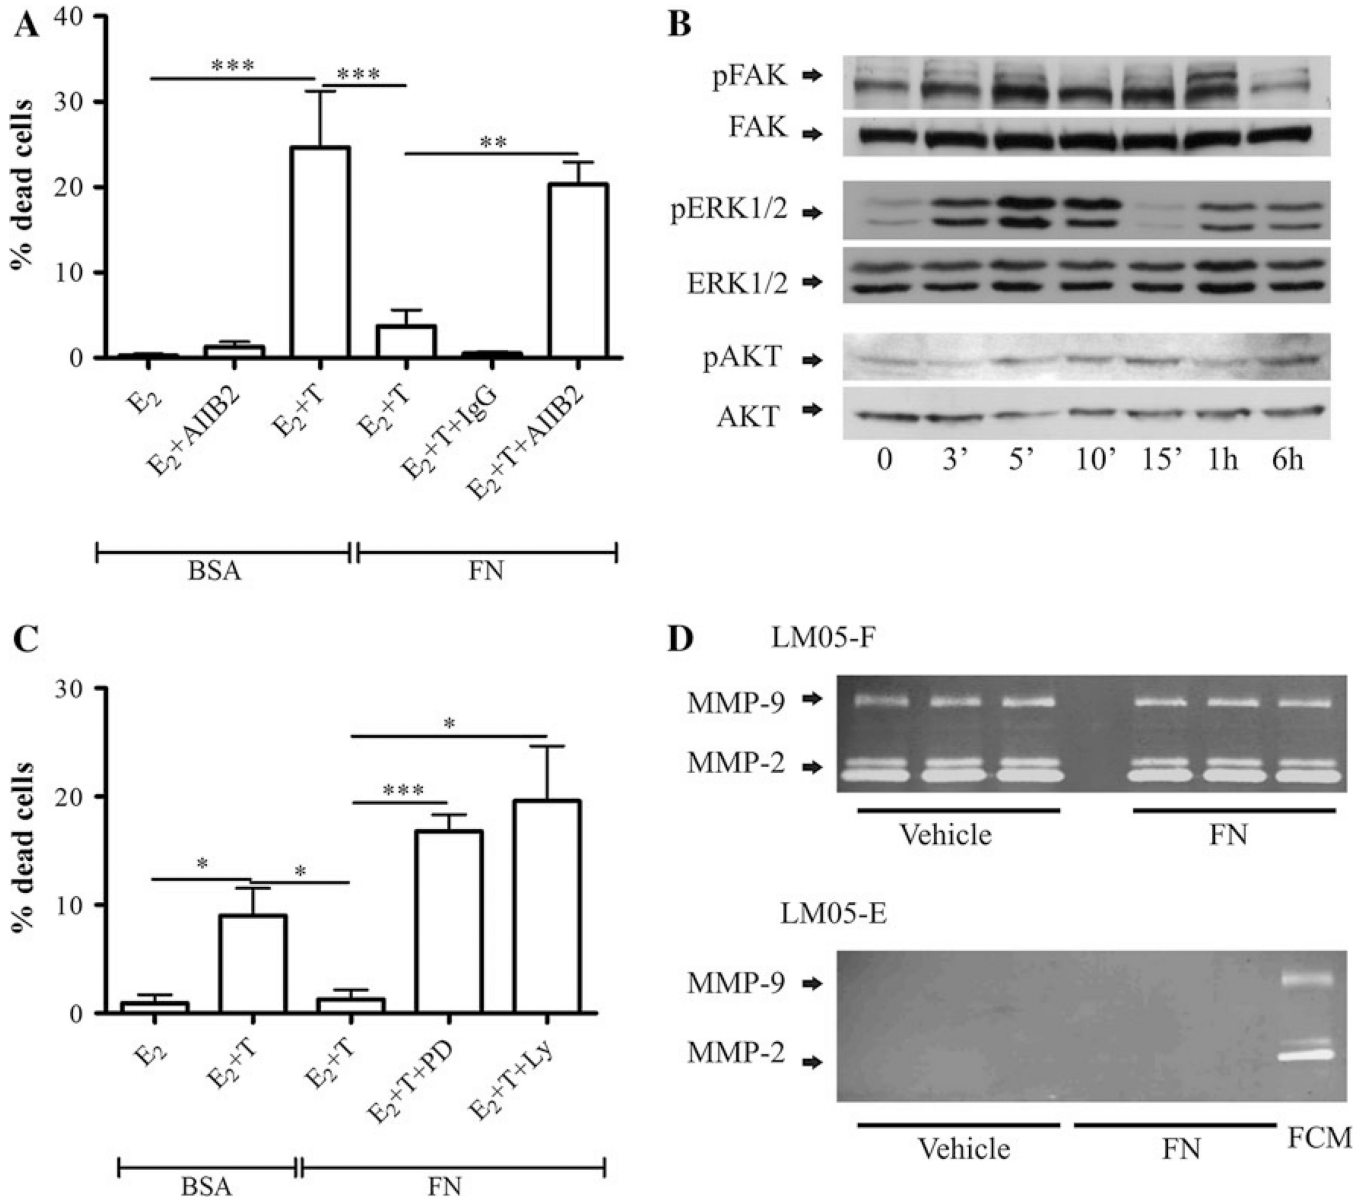 A
40
30
20
10
0
% dead cells
***
***
**
E₂
E₂+AIIB2
E₂+T
E₂+T
E₂+T+IgG
E₂+T+AIIB2
BSA
FN
B
pFAK
FAK
pERK1/2
ERK1/2
pAKT
AKT
0 3’ 5’ 10’ 15’ 1h 6h
C
30
20
10
0
% dead cells
*
*
***
*
E₂
E₂+T
E₂+T
E₂+T+PD
E₂+T+Ly
BSA
FN
D
LM05-F
MMP-9
MMP-2
Vehicle
FN
LM05-E
MMP-9
MMP-2
Vehicle
FN
FCM